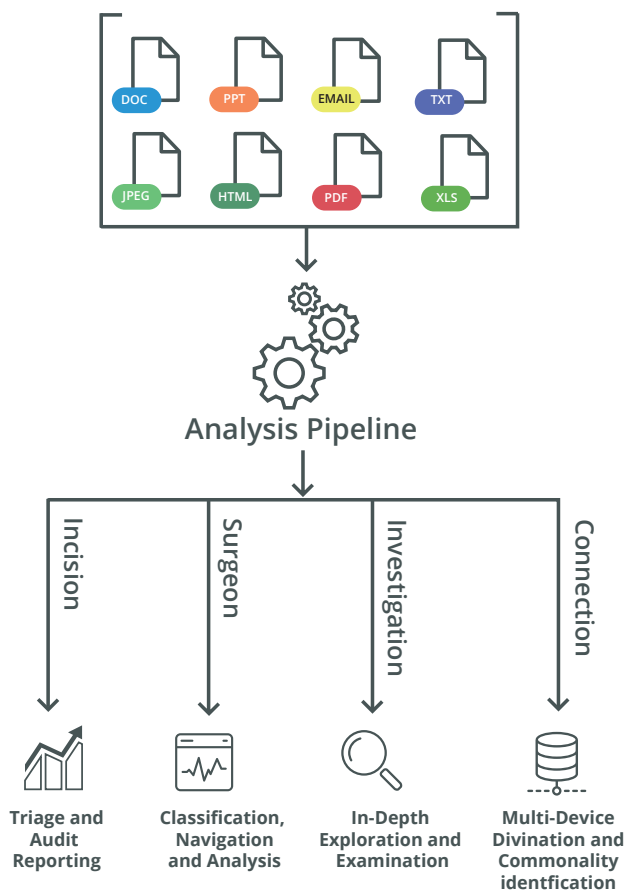 DOC
PPT
EMAIL
TXT
JPEG
HTML
PDF
XLS
Analysis Pipeline
Incision
Surgeon
Investigation
Connection
Triage and
Audit
Reporting
Classification,
Navigation
and Analysis
In-Depth
Exploration and
Examination
Multi-Device
Divination and
Commonality
identfication